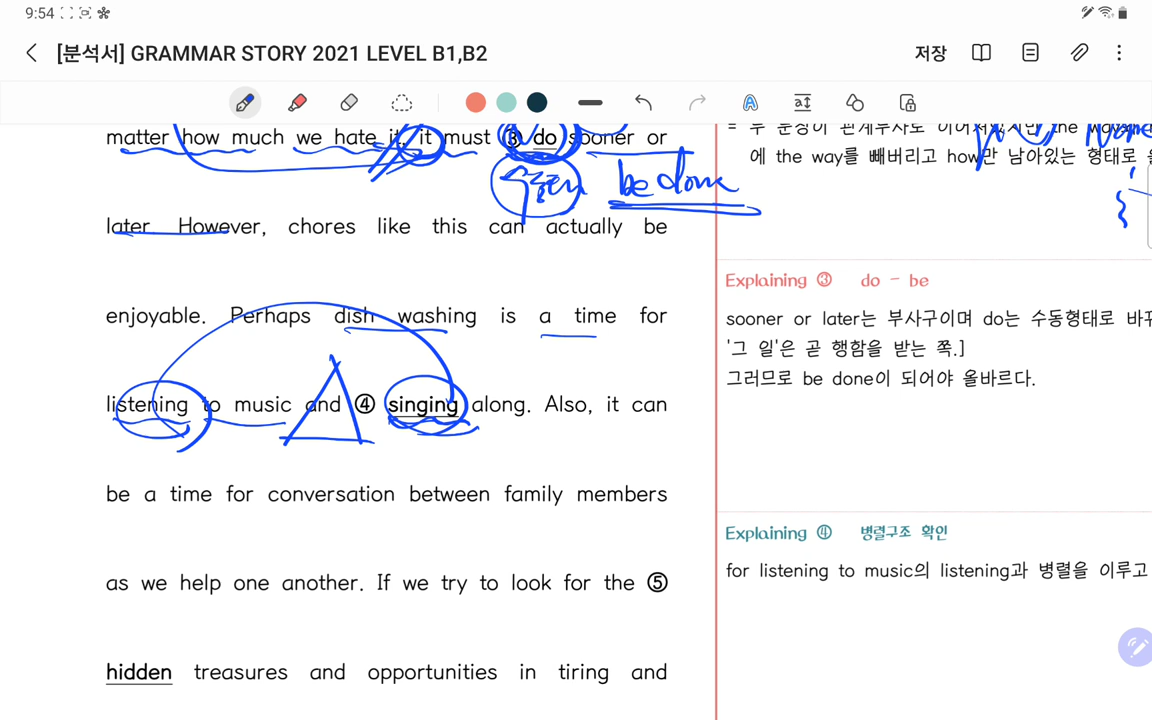 9:54
[분석서] GRAMMAR STORY 2021 LEVEL B1,B2
저장
matter how much we hate it, it must ③ do sooner or
be done
later However, chores like this can actually be
enjoyable. Perhaps dish washing is a time for
listening to music and ④ singing along. Also, it can
be a time for conversation between family members
as we help one another. If we try to look for the ⑤
hidden treasures and opportunities in tiring and
에 the way를 빼버리고 how만 남아있는 형태로
Explaining ③ do - be
sooner or later는 부사구이며 do는 수동형태로
'그 일'은 곧 행함을 받는 쪽.]
그러므로 be done이 되어야 올바르다.
Explaining ④ 병렬구조 확인
for listening to music의 listening과 병렬을 이루고